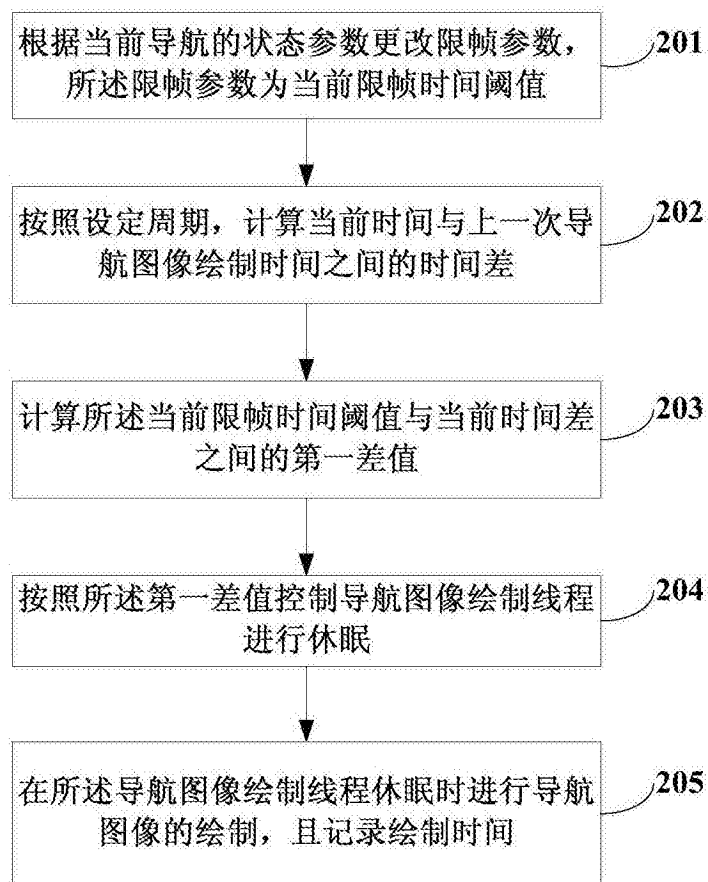 根据当前导航的状态参数更改限帧参数，
所述限帧参数为当前限帧时间阈值
201
按照设定周期，计算当前时间与上一次导
航图像绘制时间之间的时间差
202
计算所述当前限帧时间阈值与当前时间差
之间的第一差值
203
按照所述第一差值控制导航图像绘制线程
进行休眠
204
在所述导航图像绘制线程休眠时进行导航
图像的绘制，且记录绘制时间
205